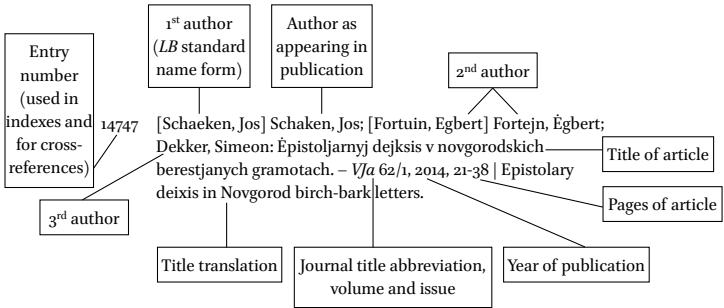 Entry
number
(used in
indexes and
for cross-
references)
1st author
(LB standard
name form)
Author as
appearing in
publication
2nd author
14747
[Schaeken, Jos] Schaken, Jos; [Fortuin, Egbert] Fortejn, Ėgbert;
Dekker, Simeon: Ėpistoljarnyj dejksis v novgorodskich
berestjanych gramotach. – VJa 62/1, 2014, 21-38 | Epistolary
deixis in Novgorod birch-bark letters.
Title of article
Pages of article
3rd author
Title translation
Journal title abbreviation,
volume and issue
Year of publication